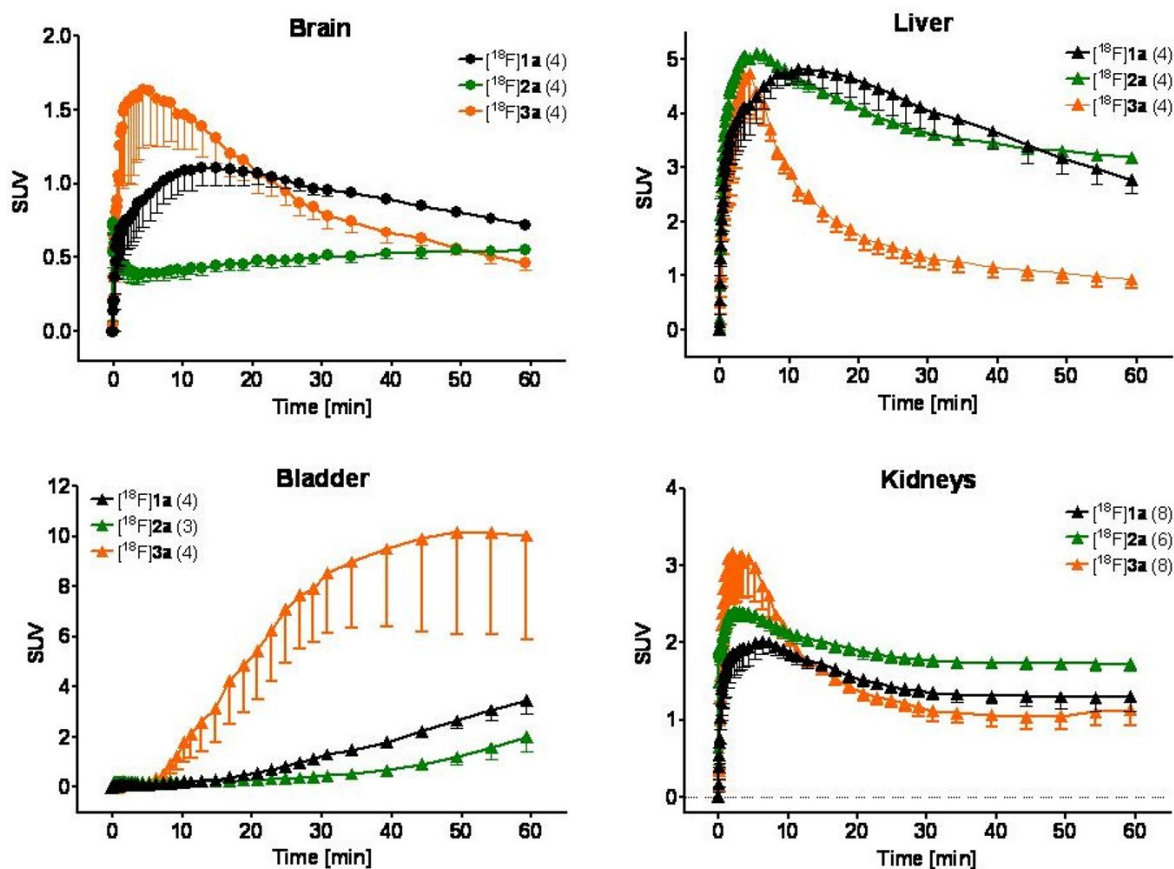 Brain
2.0
1.5
1.0
0.5
0.0
SUV
0 10 20 30 40 50 60
Time [min]
[¹⁸F]1a (4)
[¹⁸F]2a (4)
[¹⁸F]3a (4)
Liver
5
4
3
2
1
0
SUV
0 10 20 30 40 50 60
Time [min]
[¹⁸F]1a (4)
[¹⁸F]2a (4)
[¹⁸F]3a (4)
Bladder
12
10
8
6
4
2
0
SUV
0 10 20 30 40 50 60
Time [min]
[¹⁸F]1a (4)
[¹⁸F]2a (3)
[¹⁸F]3a (4)
Kidneys
4
3
2
1
0
SUV
0 10 20 30 40 50 60
Time [min]
[¹⁸F]1a (8)
[¹⁸F]2a (6)
[¹⁸F]3a (8)